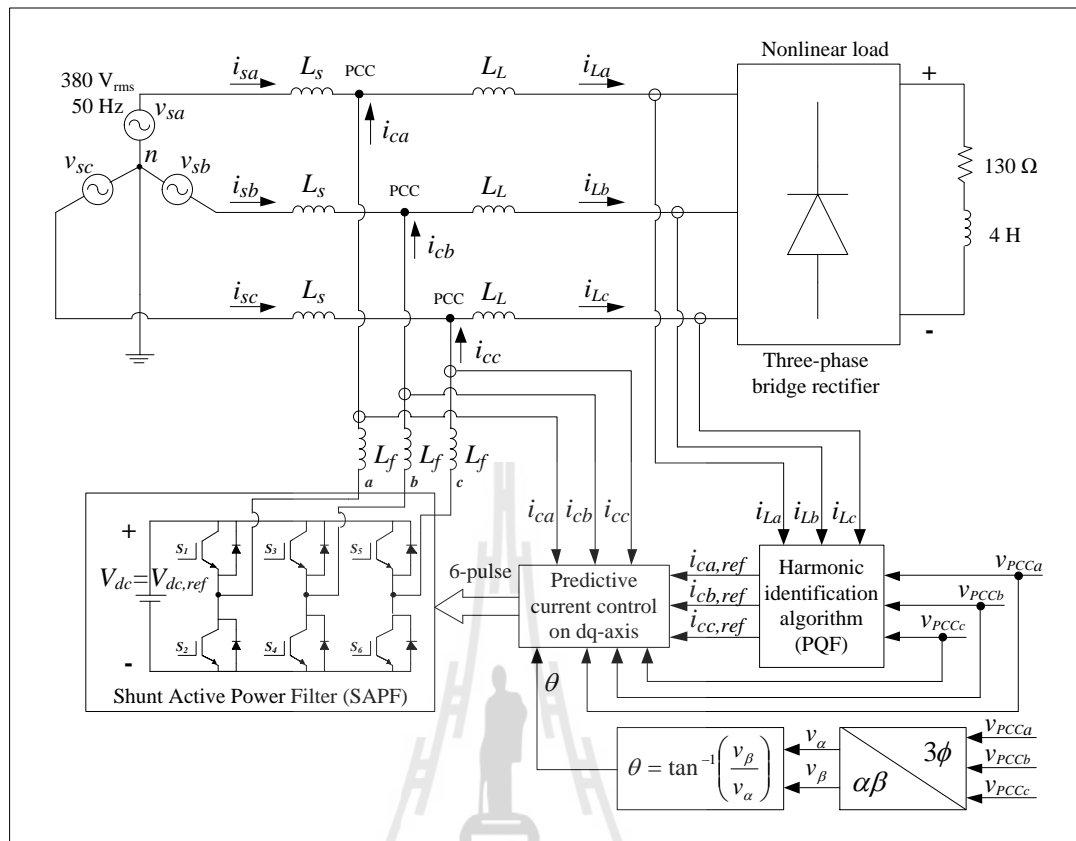 Nonlinear load
380 Vrms
50 Hz
vsa
isa
Ls
PCC
LL
iLa
ica
+
130 Ω
4 H
-
vsc
n
vsb
isb
Ls
PCC
LL
iLb
icb
isc
Ls
PCC
LL
iLc
icc
Three-phase
bridge rectifier
Lf
Lf
Lf
a
b
c
+
Vdc = Vdc,ref
-
s1
s3
s5
s2
s4
s6
Shunt Active Power Filter (SAPF)
6-pulse
ica
icb
icc
Predictive
current control
on dq-axis
ica,ref
icb,ref
icc,ref
iLa
iLb
iLc
Harmonic
identification
algorithm
(PQF)
vPCCa
vPCCb
vPCCc
θ
θ = tan⁻¹(vβ/vα)
vα
vβ
3ϕ
αβ
vPCCa
vPCCb
vPCCc